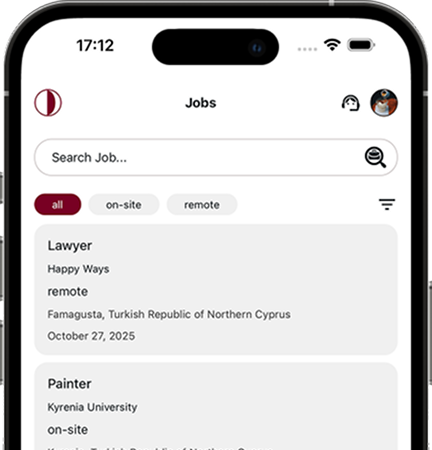 17:12
Jobs
Search Job...
all on-site remote
Lawyer
Happy Ways
remote
Famagusta, Turkish Republic of Northern Cyprus
October 27, 2025
Painter
Kyrenia University
on-site